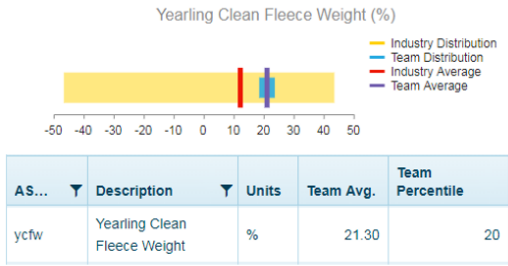 Yearling Clean Fleece Weight (%)
Industry Distribution
Team Distribution
Industry Average
Team Average
-50 -40 -30 -20 -10 0 10 20 30 40 50
AS... Description Units Team Avg. Team Percentile
ycfw Yearling Clean Fleece Weight % 21.30 20